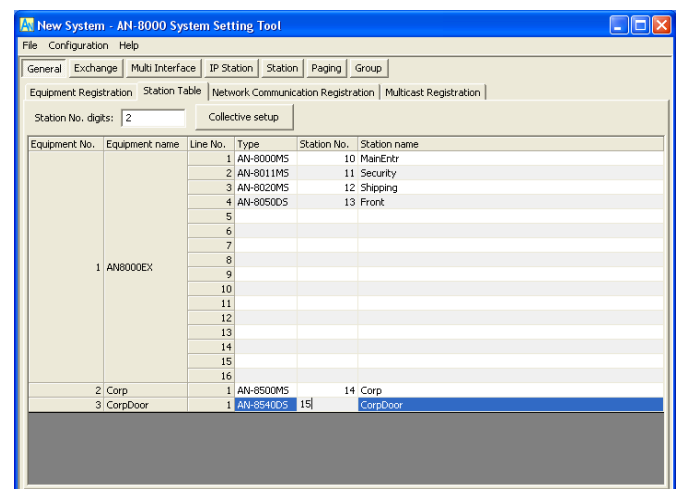 New System - AN-8000 System Setting Tool
File Configuration Help
General Exchange Multi Interface IP Station Station Paging Group
Equipment Registration Station Table Network Communication Registration Multicast Registration
Station No. digits: 2 Collective setup
Equipment No. Equipment name Line No. Type Station No. Station name
1 AN-8000MS 10 MainEntr
2 AN-8011MS 11 Security
3 AN-8020MS 12 Shipping
4 AN-8050DS 13 Front
5
6
7
8
1 AN8000EX
9
10
11
12
13
14
15
16
2 Corp 1 AN-8500MS 14 Corp
3 CorpDoor 1 AN-8540DS 15 CorpDoor